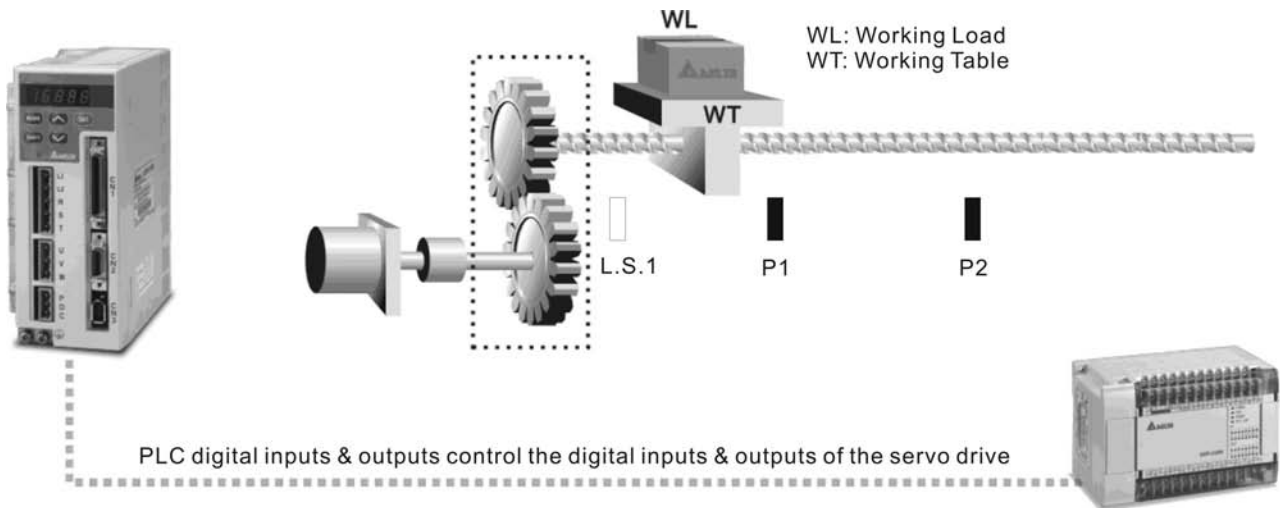 WL
WL: Working Load
WT: Working Table
WT
L.S.1
P1
P2
PLC digital inputs & outputs control the digital inputs & outputs of the servo drive